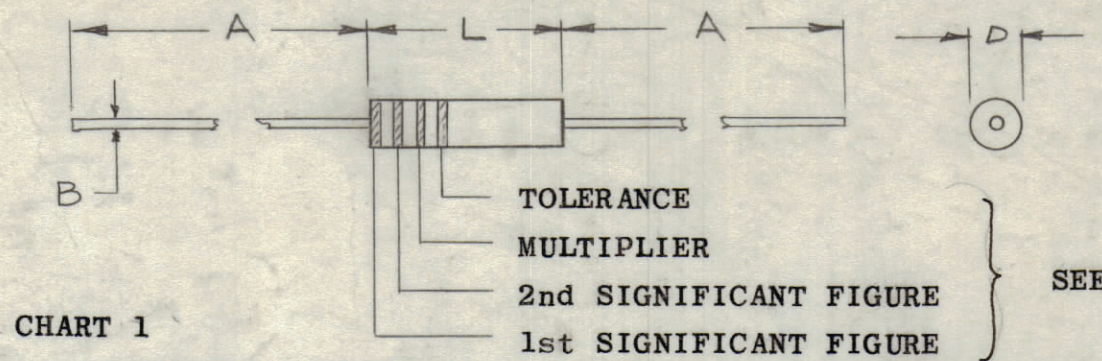 A L A D
B
TOLERANCE
MULTIPLIER
2nd SIGNIFICANT FIGURE
SEE
CHART 1
1st SIGNIFICANT FIGURE